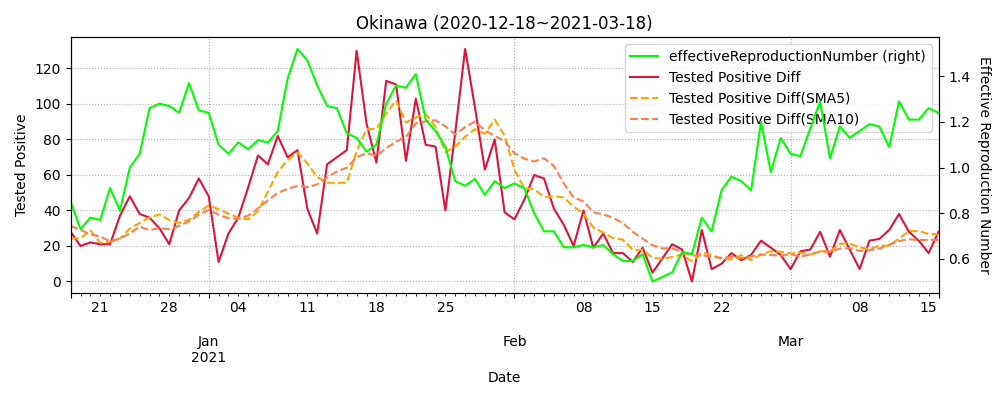 Okinawa (2020-12-18~2021-03-18)
effectiveReproductionNumber (right)
Tested Positive Diff
Tested Positive Diff(SMA5)
Tested Positive Diff(SMA10)
Tested Positive
120
100
80
60
40
20
0
1.4
1.2
1.0
0.8
0.6
Effective Reproduction Number
21 28 04 11 18 25 08 15 22 08 15
Jan Feb Mar
2021
Date